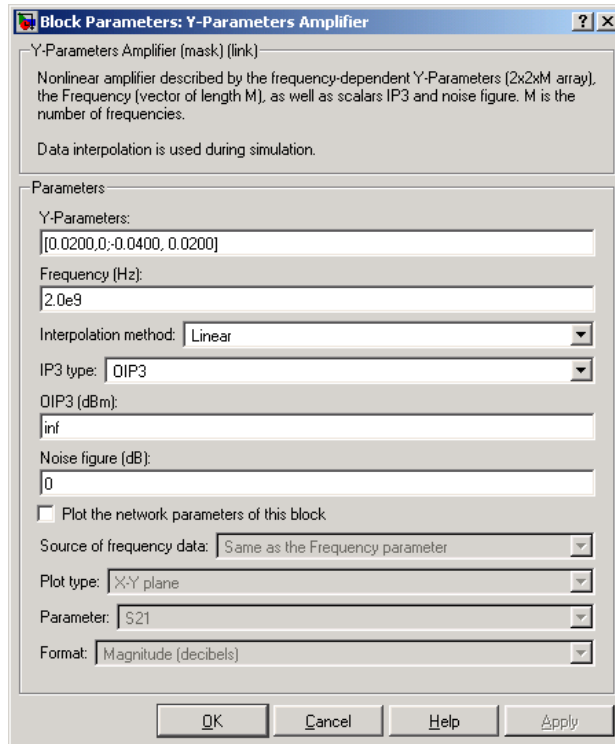 Block Parameters: Y-Parameters Amplifier
Y-Parameters Amplifier (mask) (link)
Nonlinear amplifier described by the frequency-dependent Y-Parameters (2x2xM array),
the Frequency (vector of length M), as well as scalars IP3 and noise figure. M is the
number of frequencies.
Data interpolation is used during simulation.
Parameters
Y-Parameters:
[0.0200,0;-0.0400, 0.0200]
Frequency (Hz):
2.0e9
Interpolation method: Linear
IP3 type: OIP3
OIP3 (dBm):
inf
Noise figure (dB):
0
Plot the network parameters of this block
Source of frequency data: Same as the Frequency parameter
Plot type: X-Y plane
Parameter: S21
Format: Magnitude (decibels)
OK Cancel Help Apply